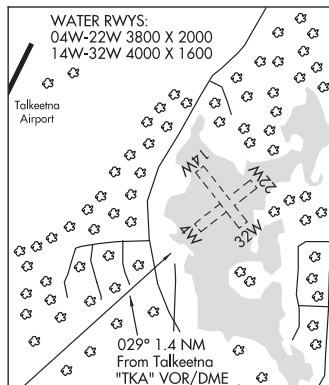 WATER RWYS:
04W-22W 3800 X 2000
14W-32W 4000 X 1600
Talkeetna
Airport
14W
22W
4W
32W
029° 1.4 NM
From Talkeetna
"TKA" VOR/DME